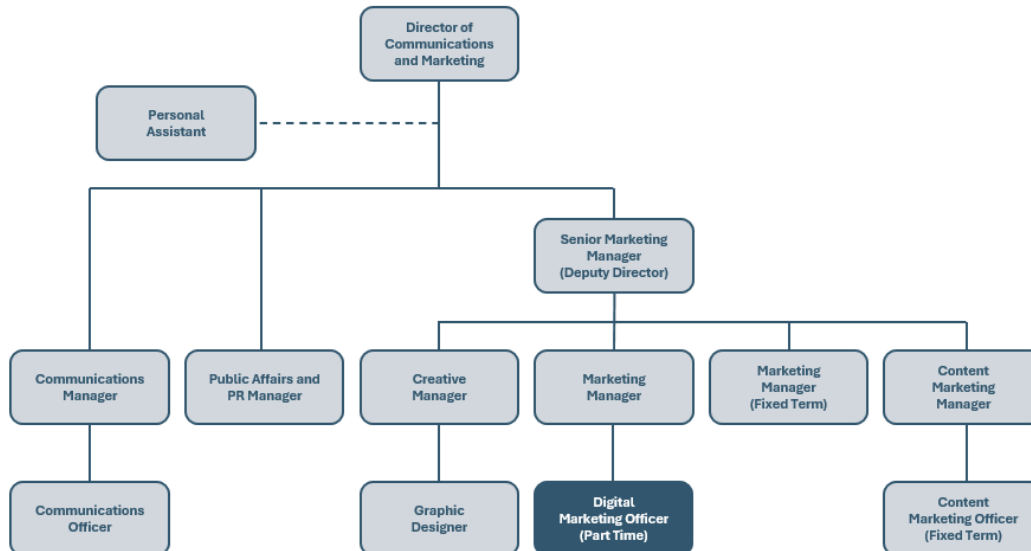 Director of
Communications
and Marketing
Personal
Assistant
Senior Marketing
Manager
(Deputy Director)
Communications
Manager
Public Affairs and
PR Manager
Creative
Manager
Marketing
Manager
Marketing
Manager
(Fixed Term)
Content
Marketing
Manager
Communications
Officer
Graphic
Designer
Digital
Marketing Officer
(Part Time)
Content
Marketing Officer
(Fixed Term)